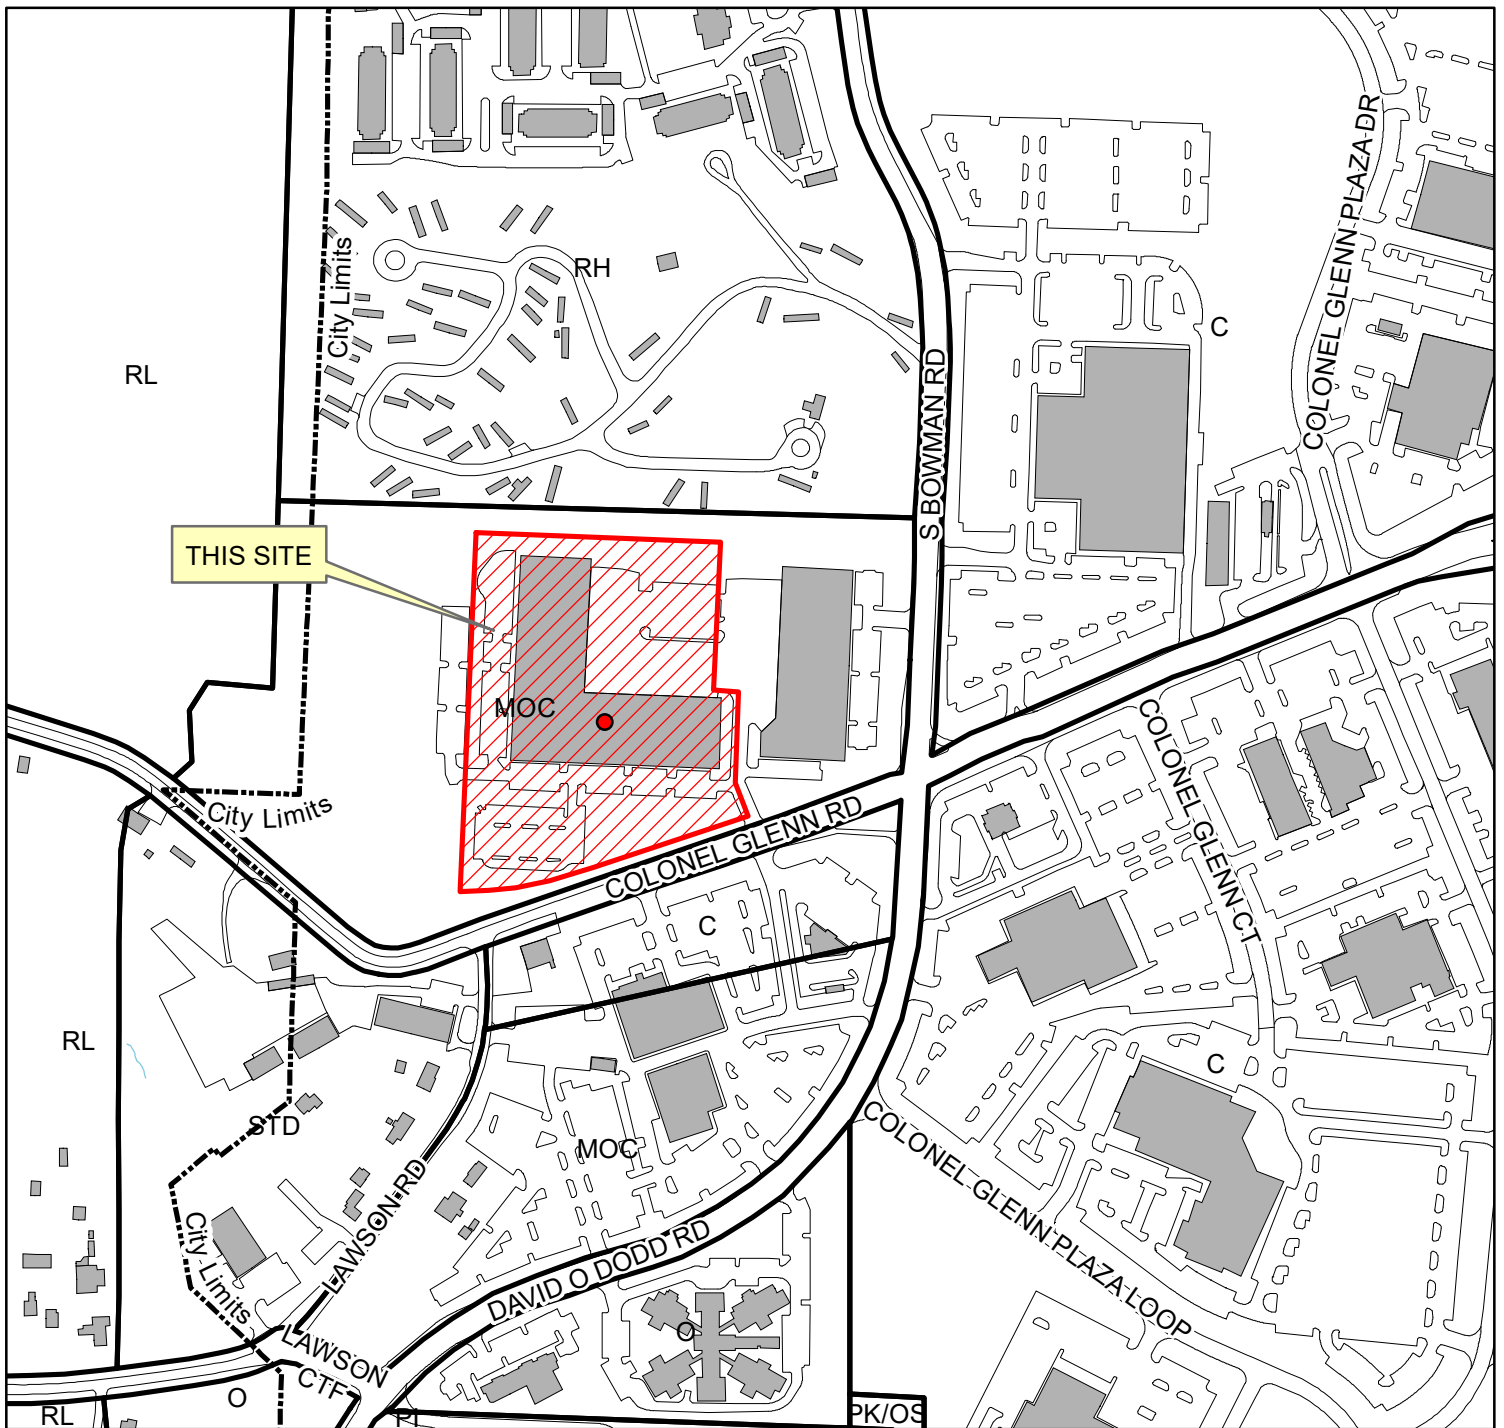 COLONEL GLENN PLAZA DR
City Limits
RH
C
RL
S BOWMAN RD
THIS SITE
MOC
COLONEL GLENN CT
City Limits
COLONEL GLENN RD
C
RL
C
STD
MOC
COLONEL GLENN PLAZA LOOP
LAWSON RD
City Limits
DAVID O DODD RD
O
LAWSON
CTF
O
RL
PI
PK/OS